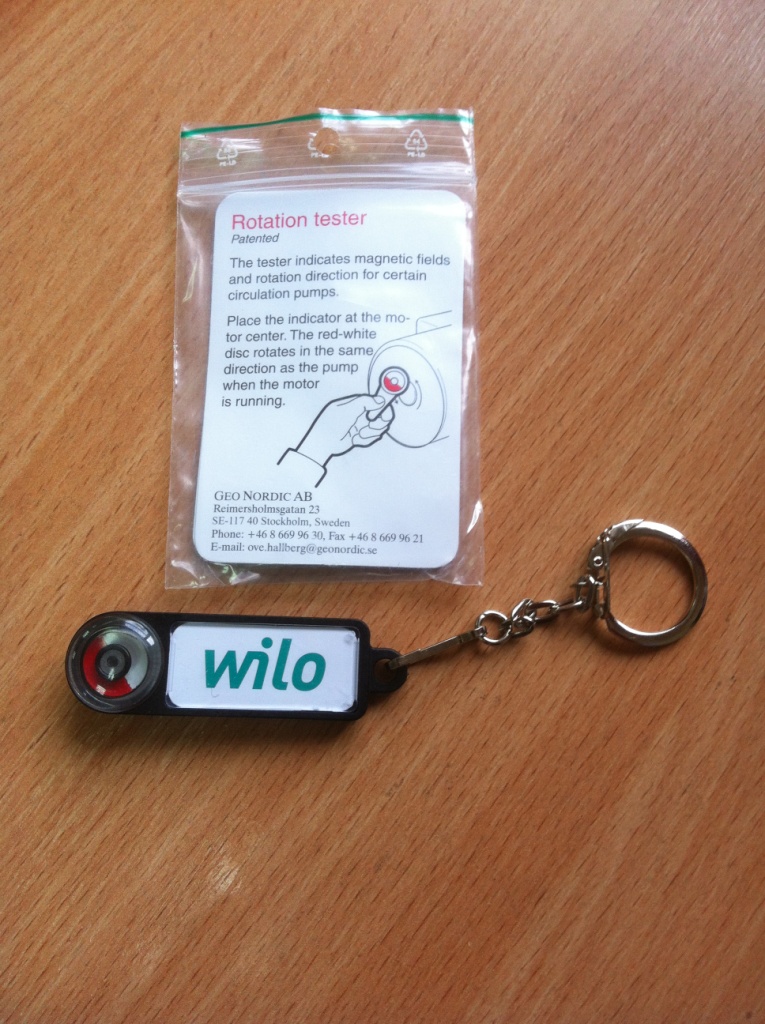 Rotation tester
Patented
The tester indicates magnetic fields
and rotation direction for certain
circulation pumps.
Place the indicator at the mo-
tor center. The red-white
disc rotates in the same
direction as the pump
when the motor
is running.
GEO NORDIC AB
Reimersholmsgatan 23
SE-117 40 Stockholm, Sweden
Phone: +46 8 669 96 30, Fax +46 8 669 96 21
E-mail: ove.hallberg@geonordic.se
wilo